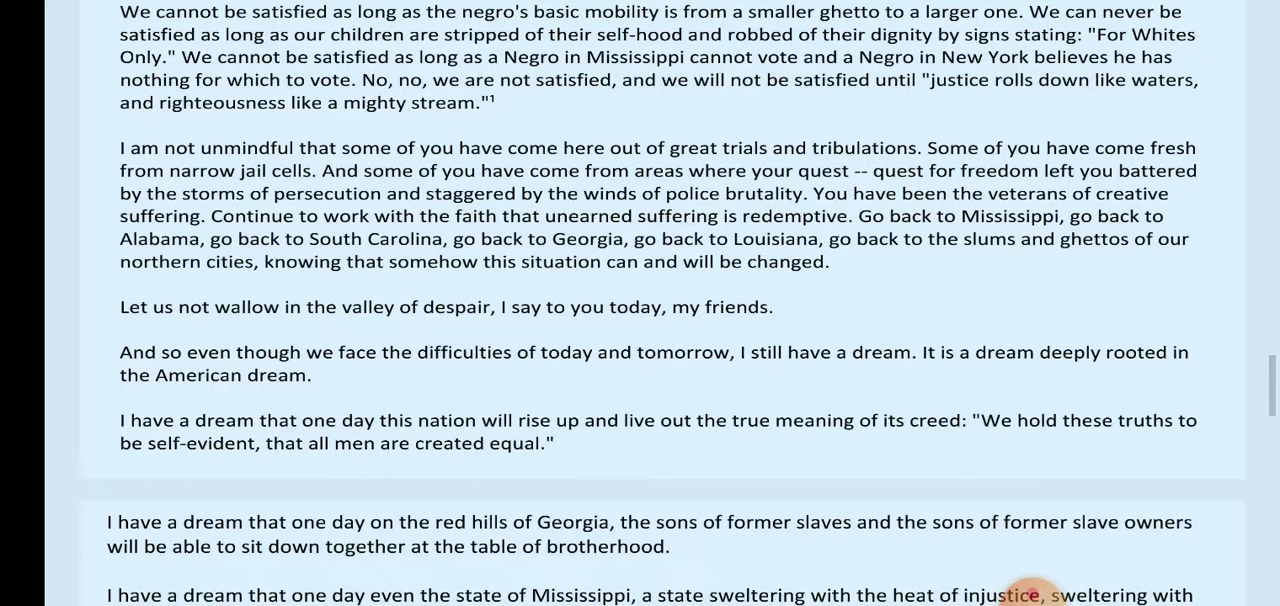 We cannot be satisfied as long as the negro's basic mobility is from a smaller ghetto to a larger one. We can never be
satisfied as long as our children are stripped of their self-hood and robbed of their dignity by signs stating: "For Whites
Only." We cannot be satisfied as long as a Negro in Mississippi cannot vote and a Negro in New York believes he has
nothing for which to vote. No, no, we are not satisfied, and we will not be satisfied until "justice rolls down like waters,
and righteousness like a mighty stream."¹
I am not unmindful that some of you have come here out of great trials and tribulations. Some of you have come fresh
from narrow jail cells. And some of you have come from areas where your quest -- quest for freedom left you battered
by the storms of persecution and staggered by the winds of police brutality. You have been the veterans of creative
suffering. Continue to work with the faith that unearned suffering is redemptive. Go back to Mississippi, go back to
Alabama, go back to South Carolina, go back to Georgia, go back to Louisiana, go back to the slums and ghettos of our
northern cities, knowing that somehow this situation can and will be changed.
Let us not wallow in the valley of despair, I say to you today, my friends.
And so even though we face the difficulties of today and tomorrow, I still have a dream. It is a dream deeply rooted in
the American dream.
I have a dream that one day this nation will rise up and live out the true meaning of its creed: "We hold these truths to
be self-evident, that all men are created equal."
I have a dream that one day on the red hills of Georgia, the sons of former slaves and the sons of former slave owners
will be able to sit down together at the table of brotherhood.
I have a dream that one day even the state of Mississippi, a state sweltering with the heat of injustice, sweltering with